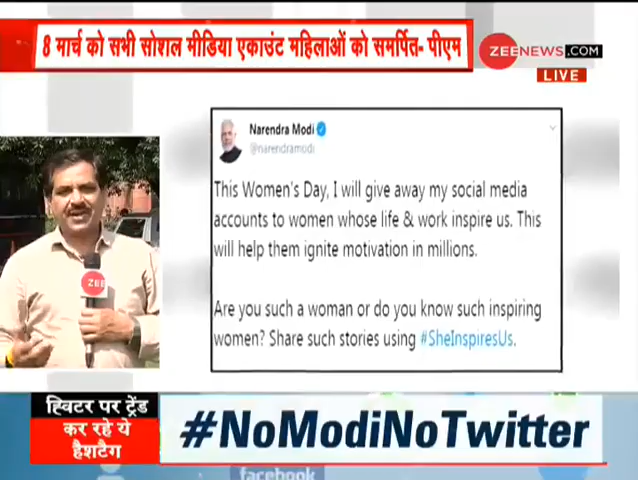 8 मार्च को सभी सोशल मीडिया एकाउंट महिलाओं को समर्पित- पीएम
ZEENEWS.COM
LIVE
Narendra Modi
@narendramodi
This Women's Day, I will give away my social media
accounts to women whose life & work inspire us. This
will help them ignite motivation in millions.
Are you such a woman or do you know such inspiring
women? Share such stories using #SheInspiresUs.
ZEE
ट्विटर पर ट्रेंड
कर रहे ये
हैशटैग
#NoModiNoTwitter
facebook